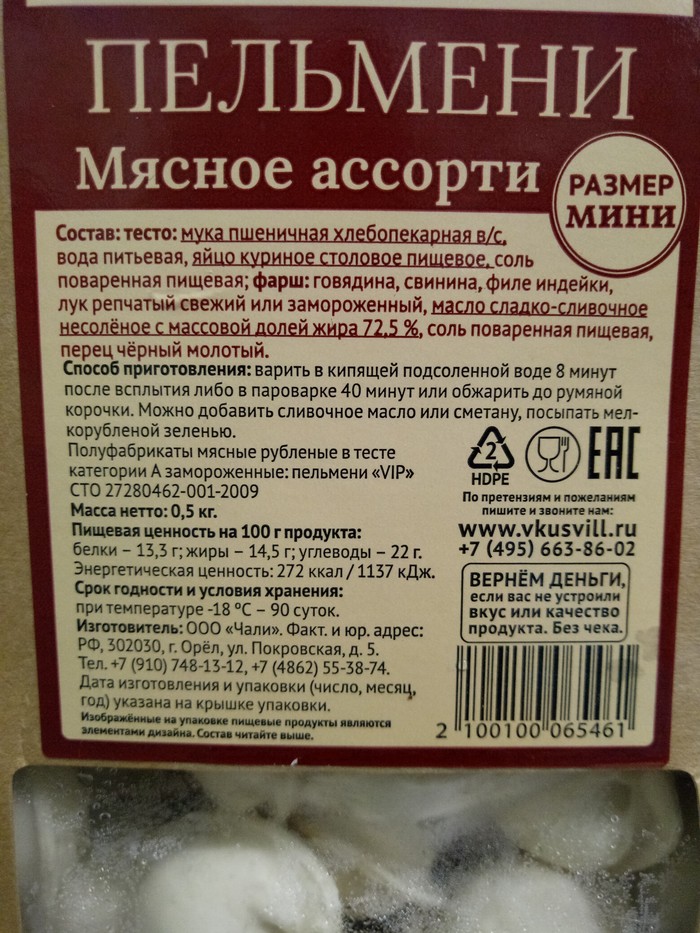 ПЕЛЬМЕНИ
Мясное ассорти
РАЗМЕР
МИНИ
Состав: тесто: мука пшеничная хлебопекарная в/с,
вода питьевая, яйцо куриное столовое пищевое, соль
поваренная пищевая; фарш: говядина, свинина, филе индейки,
лук репчатый свежий или замороженный, масло сладко-сливочное
несолёное с массовой долей жира 72,5 %, соль поваренная пищевая,
перец чёрный молотый.
Способ приготовления: варить в кипящей подсоленной воде 8 минут
после всплытия либо в пароварке 40 минут или обжарить до румяной
корочки. Можно добавить сливочное масло или сметану, посыпать мел-
корубленой зеленью.
Полуфабрикаты мясные рубленые в тесте
категории А замороженные: пельмени «VIP»
СТО 27280462-001-2009
Масса нетто: 0,5 кг.
Пищевая ценность на 100 г продукта:
белки – 13,3 г; жиры – 14,5 г; углеводы – 22 г.
Энергетическая ценность: 272 ккал / 1137 кДж.
Срок годности и условия хранения:
при температуре -18 °С – 90 суток.
Изготовитель: ООО «Чали». Факт. и юр. адрес:
РФ, 302030, г. Орёл, ул. Покровская, д. 5.
Тел. +7 (910) 748-13-12, +7 (4862) 55-38-74.
Дата изготовления и упаковки (число, месяц,
год) указана на крышке упаковки.
Изображённые на упаковке пищевые продукты являются
элементами дизайна. Состав читайте выше.
2
HDPE
EAC
По претензиям и пожеланиям
пишите и звоните нам:
www.vkusvill.ru
+7 (495) 663-86-02
ВЕРНЁМ ДЕНЬГИ,
если вас не устроили
вкус или качество
продукта. Без чека.
2 100100 065461